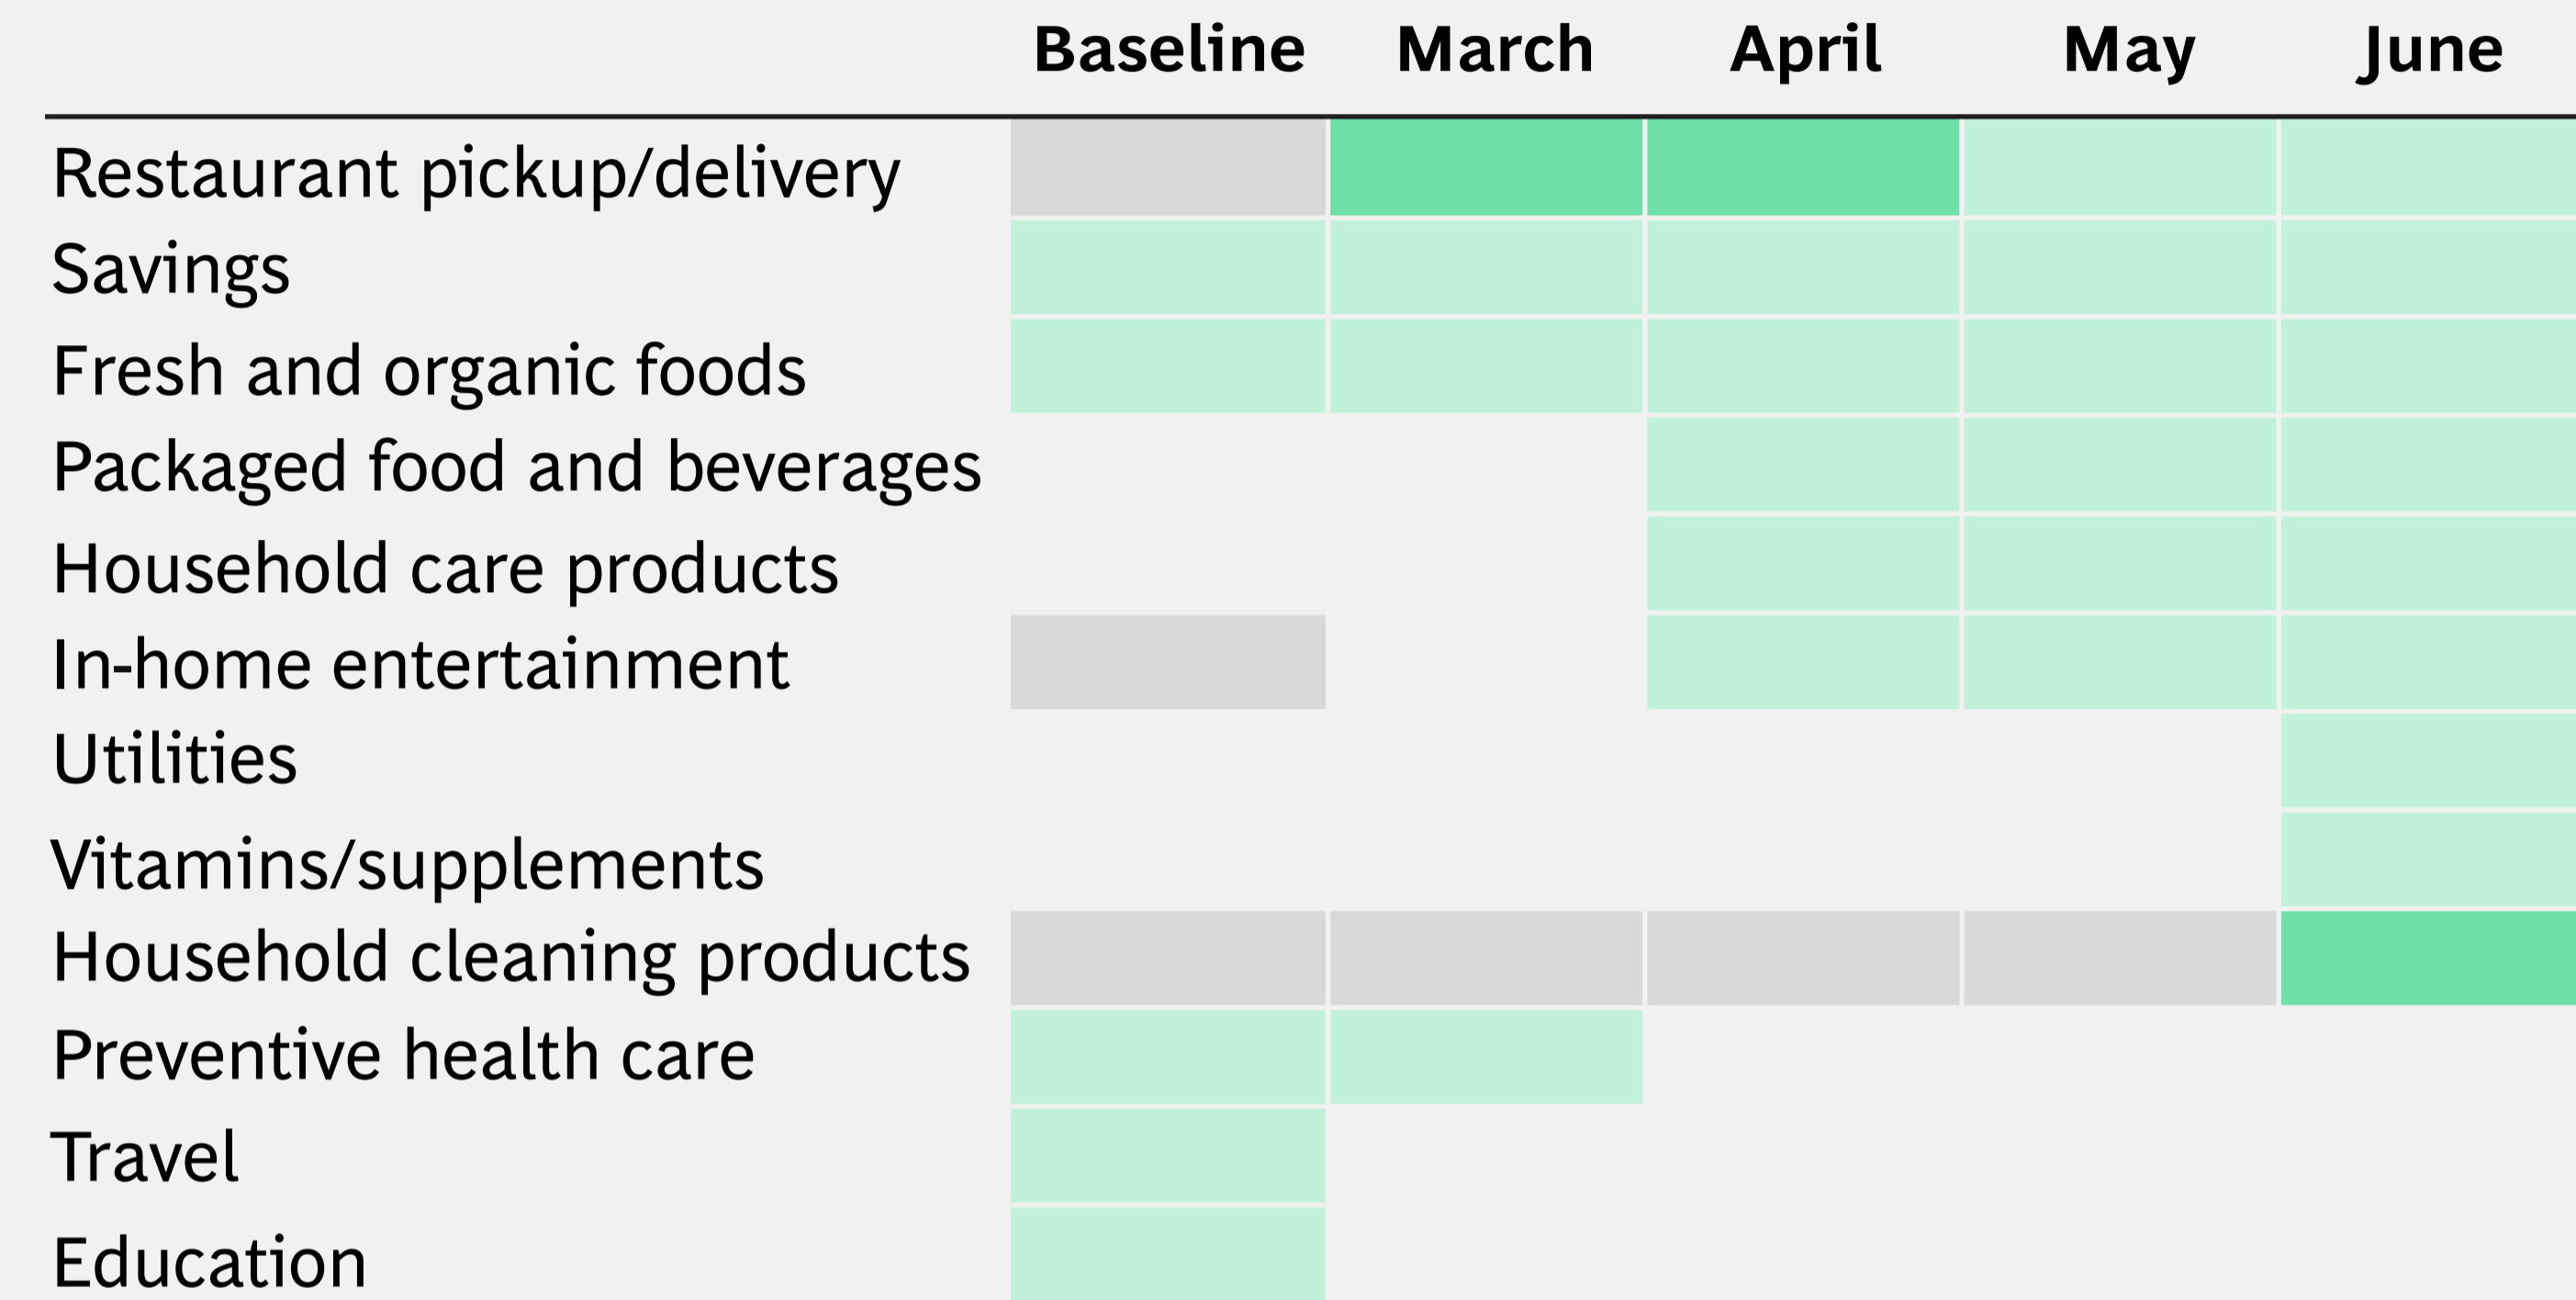 Baseline March April May June
Restaurant pickup/delivery
Savings
Fresh and organic foods
Packaged food and beverages
Household care products
In-home entertainment
Utilities
Vitamins/supplements
Household cleaning products
Preventive health care
Travel
Education